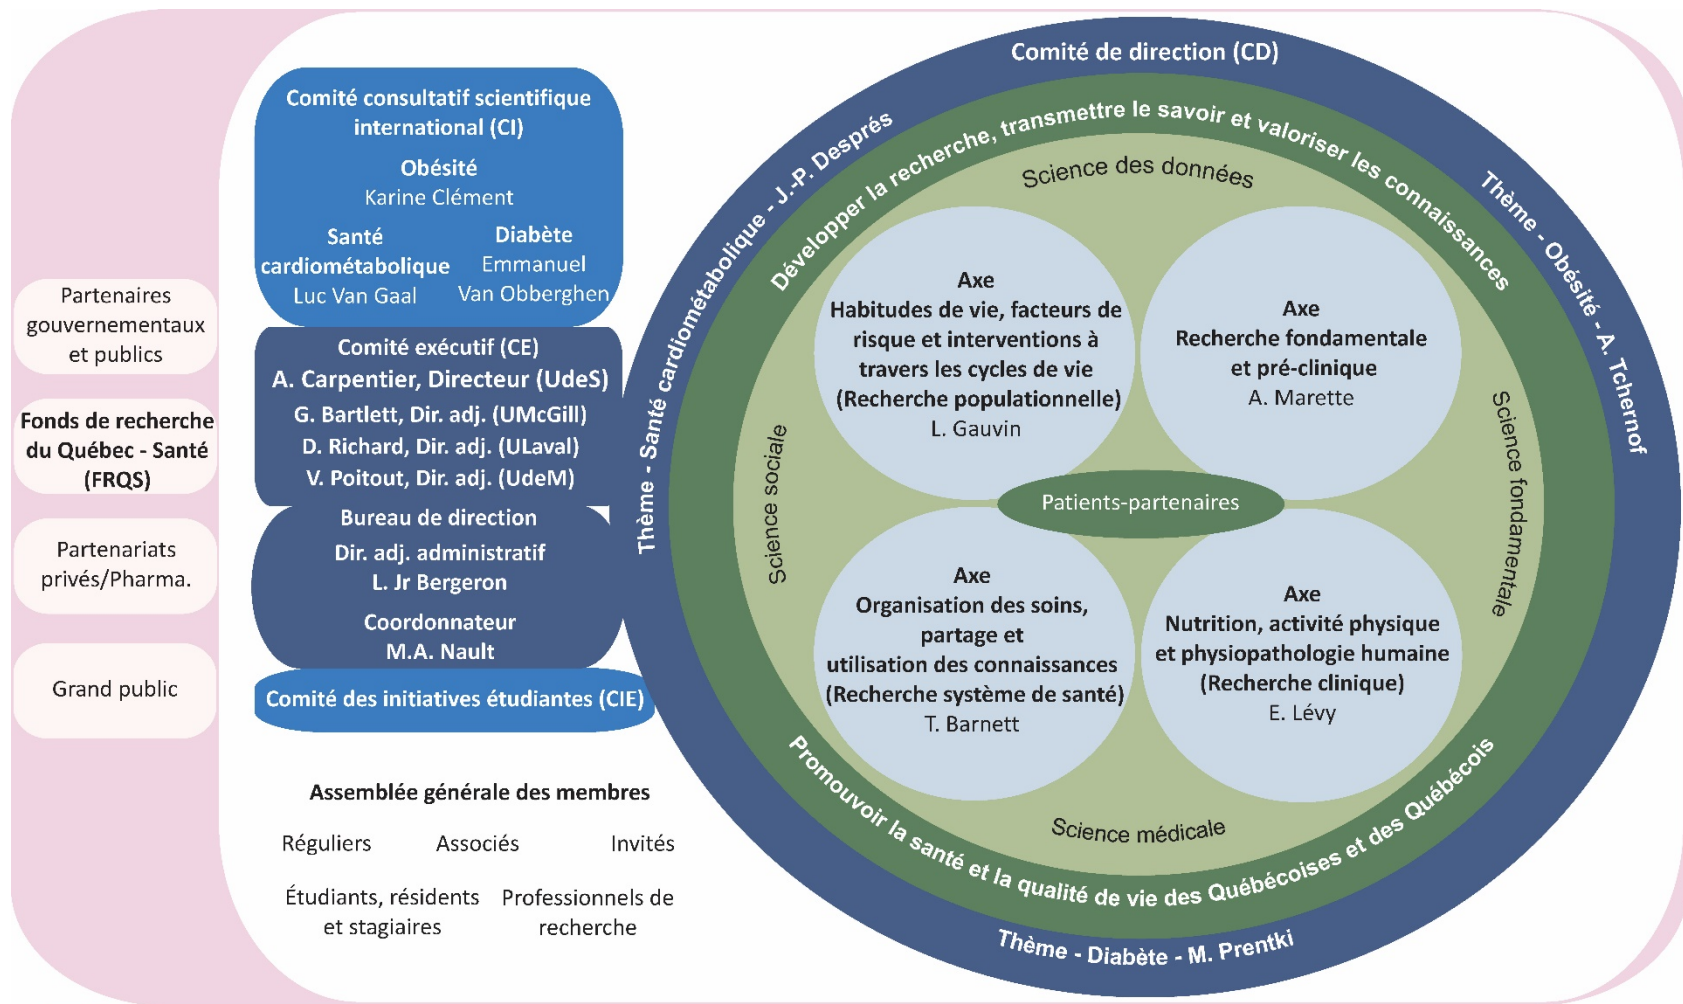 Partenaires
gouvernementaux
et publics
Fonds de recherche
du Québec - Santé
(FRQS)
Partenariats
privés/Pharma.
Grand public
Comité consultatif scientifique
international (CI)
Obésité
Karine Clément
Santé
cardiométabolique
Luc Van Gaal
Diabète
Emmanuel
Van Obberghen
Comité exécutif (CE)
A. Carpentier, Directeur (UdeS)
G. Bartlett, Dir. adj. (UMcGill)
D. Richard, Dir. adj. (ULaval)
V. Poitout, Dir. adj. (UdeM)
Bureau de direction
Dir. adj. administratif
L. Jr Bergeron
Coordonnateur
M.A. Nault
Comité des initiatives étudiantes (CIE)
Assemblée générale des membres
Réguliers
Associés
Invités
Étudiants, résidents
et stagiaires
Professionnels de
recherche
Comité de direction (CD)
Thème - Santé cardiométabolique - J.-P. Després
Thème - Obésité - A. Tchernof
Thème - Diabète - M. Prentki
Développer la recherche, transmettre le savoir et valoriser les connaissances
Promouvoir la santé et la qualité de vie des Québécoises et des Québécois
Science des données
Science sociale
Science fondamentale
Science médicale
Axe
Habitudes de vie, facteurs de
risque et interventions à
travers les cycles de vie
(Recherche populationnelle)
L. Gauvin
Axe
Recherche fondamentale
et pré-clinique
A. Marette
Patients-partenaires
Axe
Organisation des soins,
partage et
utilisation des connaissances
(Recherche système de santé)
T. Barnett
Axe
Nutrition, activité physique
et physiopathologie humaine
(Recherche clinique)
E. Lévy